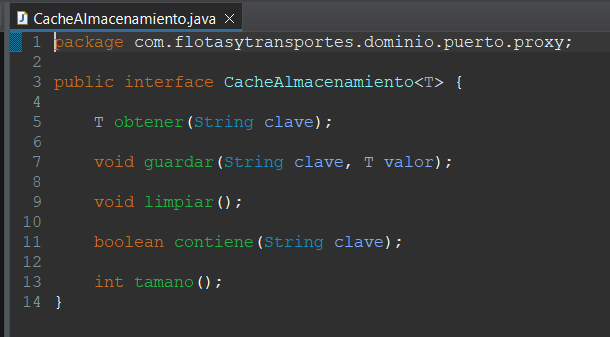 CacheAlmacenamiento.java
1 package com.flotasytransportes.dominio.puerto.proxy;
2
3 public interface CacheAlmacenamiento<T> {
4
5 T obtener(String clave);
6
7 void guardar(String clave, T valor);
8
9 void limpiar();
10
11 boolean contiene(String clave);
12
13 int tamano();
14 }